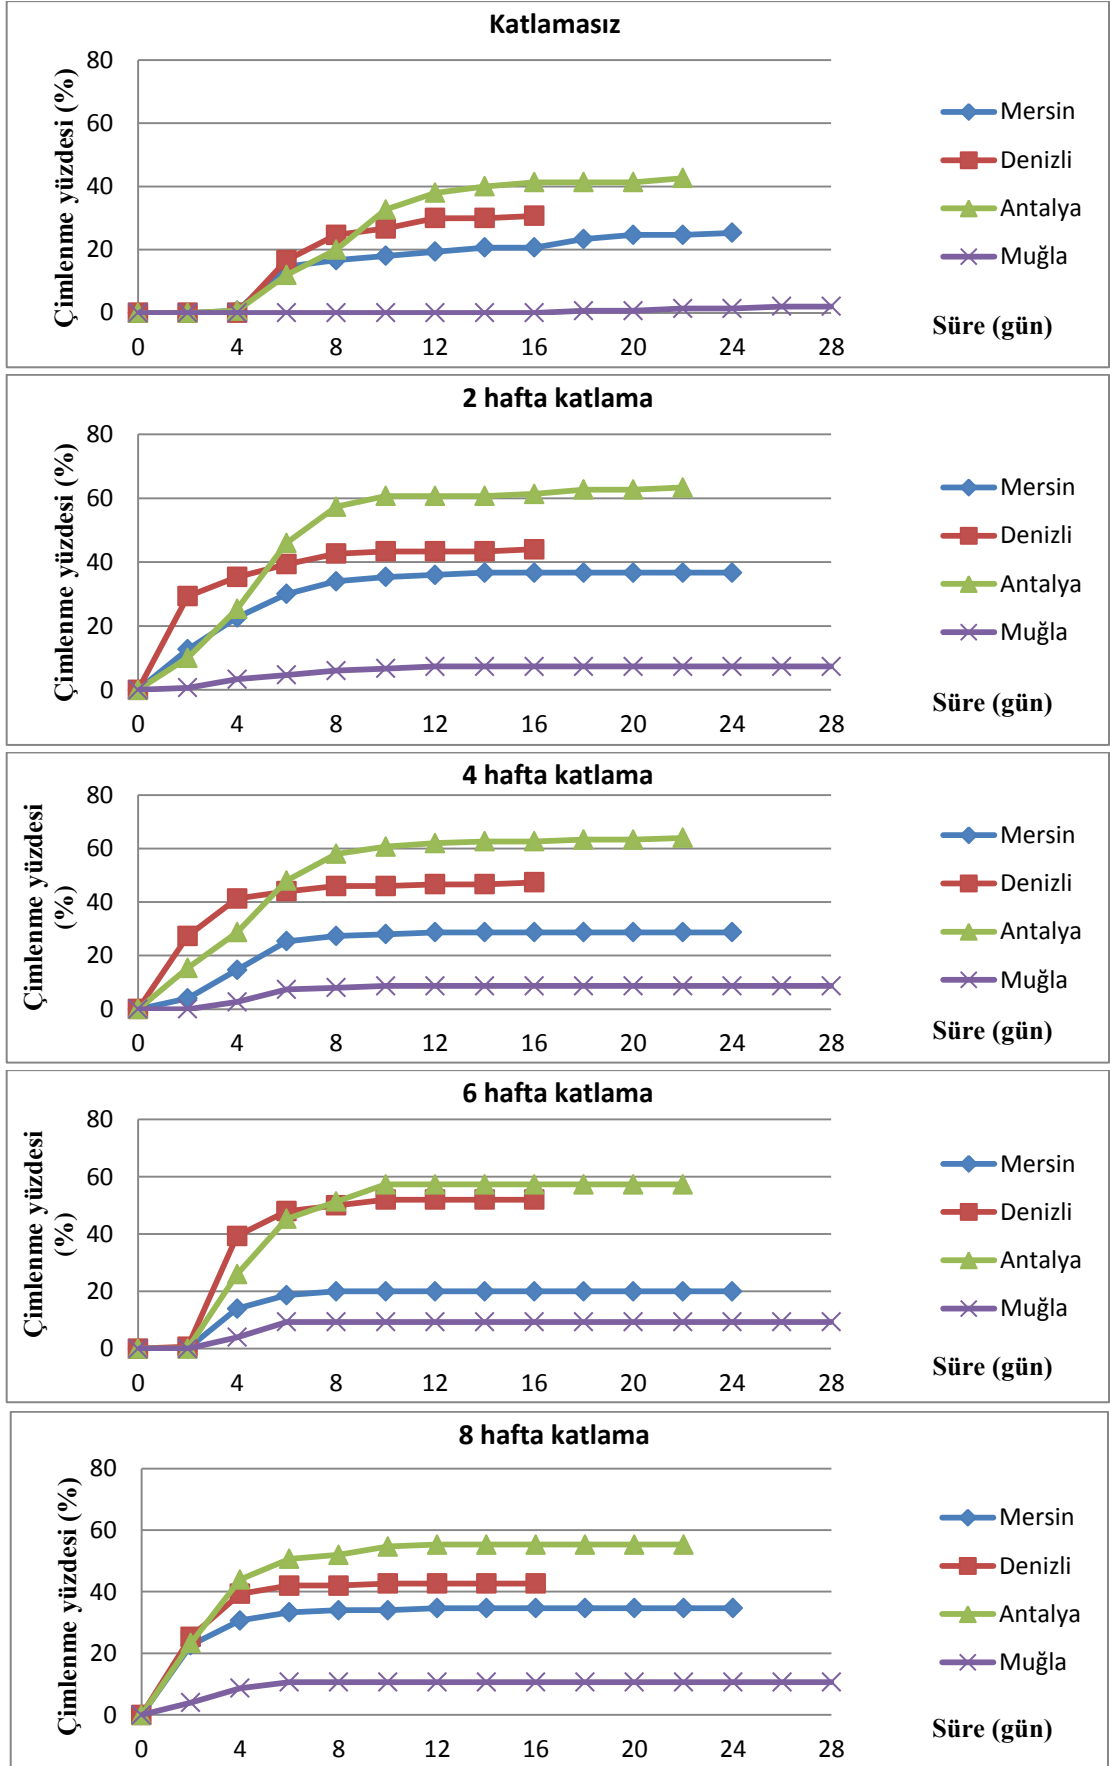 Katlamasız
Çimlenme yüzdesi (%)
80
60
40
20
0
0 4 8 12 16 20 24 28
Süre (gün)
Mersin
Denizli
Antalya
Muğla
2 hafta katlama
Çimlenme yüzdesi (%)
80
60
40
20
0
0 4 8 12 16 20 24 28
Süre (gün)
Mersin
Denizli
Antalya
Muğla
4 hafta katlama
Çimlenme yüzdesi
(%)
80
60
40
20
0
0 4 8 12 16 20 24 28
Süre (gün)
Mersin
Denizli
Antalya
Muğla
6 hafta katlama
Çimlenme yüzdesi
(%)
80
60
40
20
0
0 4 8 12 16 20 24 28
Süre (gün)
Mersin
Denizli
Antalya
Muğla
8 hafta katlama
Çimlenme yüzdesi (%)
80
60
40
20
0
0 4 8 12 16 20 24 28
Süre (gün)
Mersin
Denizli
Antalya
Muğla